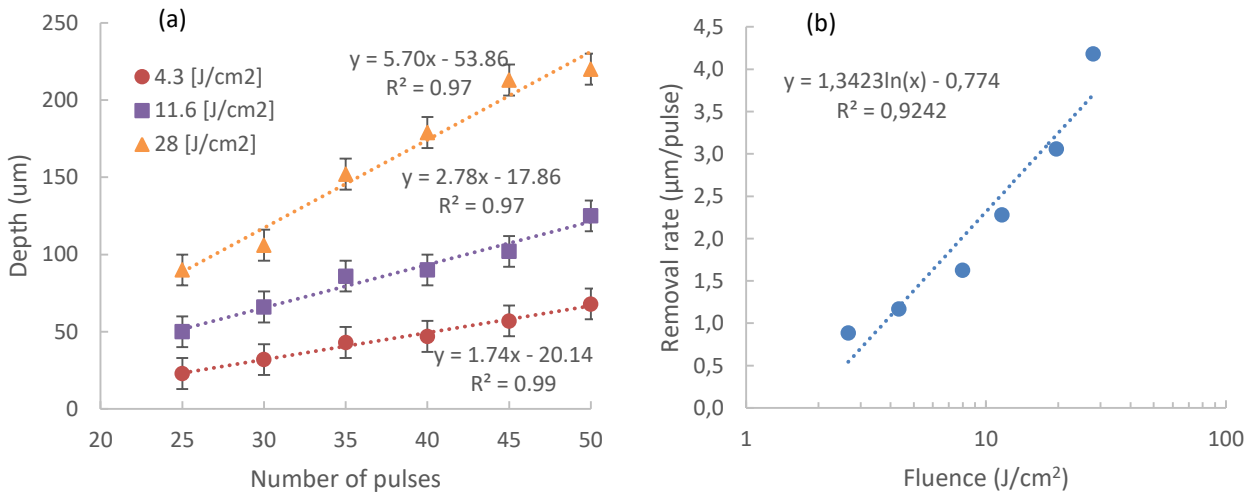 (a)
4.3 [J/cm2]
11.6 [J/cm2]
28 [J/cm2]
y = 5.70x - 53.86
R² = 0.97
y = 2.78x - 17.86
R² = 0.97
y = 1.74x - 20.14
R² = 0.99
Depth (um)
250
200
150
100
50
0
20 25 30 35 40 45 50
Number of pulses
(b)
y = 1,3423ln(x) - 0,774
R² = 0,9242
Removal rate (µm/pulse)
4,5
4,0
3,5
3,0
2,5
2,0
1,5
1,0
0,5
0,0
1 10 100
Fluence (J/cm²)